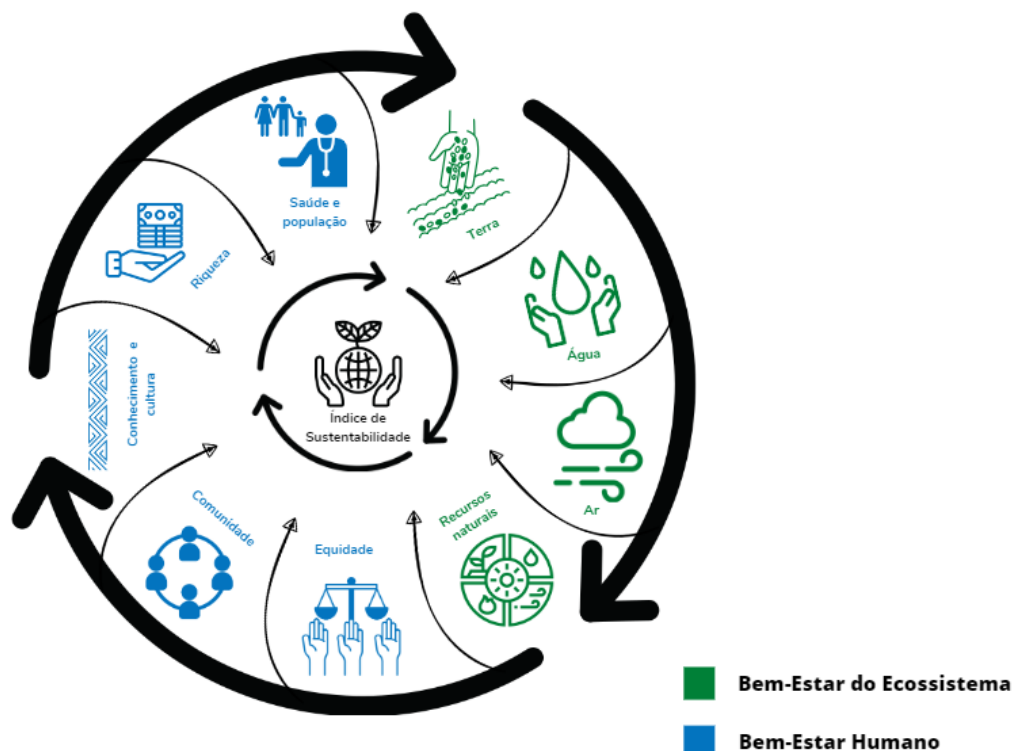 Saúde e
população
Terra
Riqueza
Água
Conhecimento e
cultura
Índice de
Sustentabilidade
Ar
Comunidade
Recursos
naturais
Equidade
Bem-Estar do Ecossistema
Bem-Estar Humano